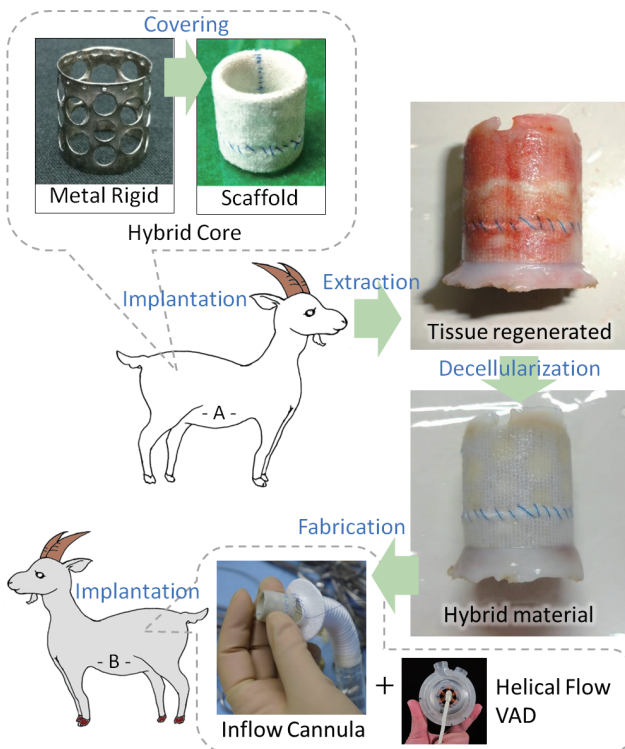 Covering
Metal Rigid
Scaffold
Hybrid Core
Implantation
Extraction
Tissue regenerated
- A -
Decellularization
Hybrid material
Fabrication
Implantation
- B -
Inflow Cannula
+
Helical Flow
VAD